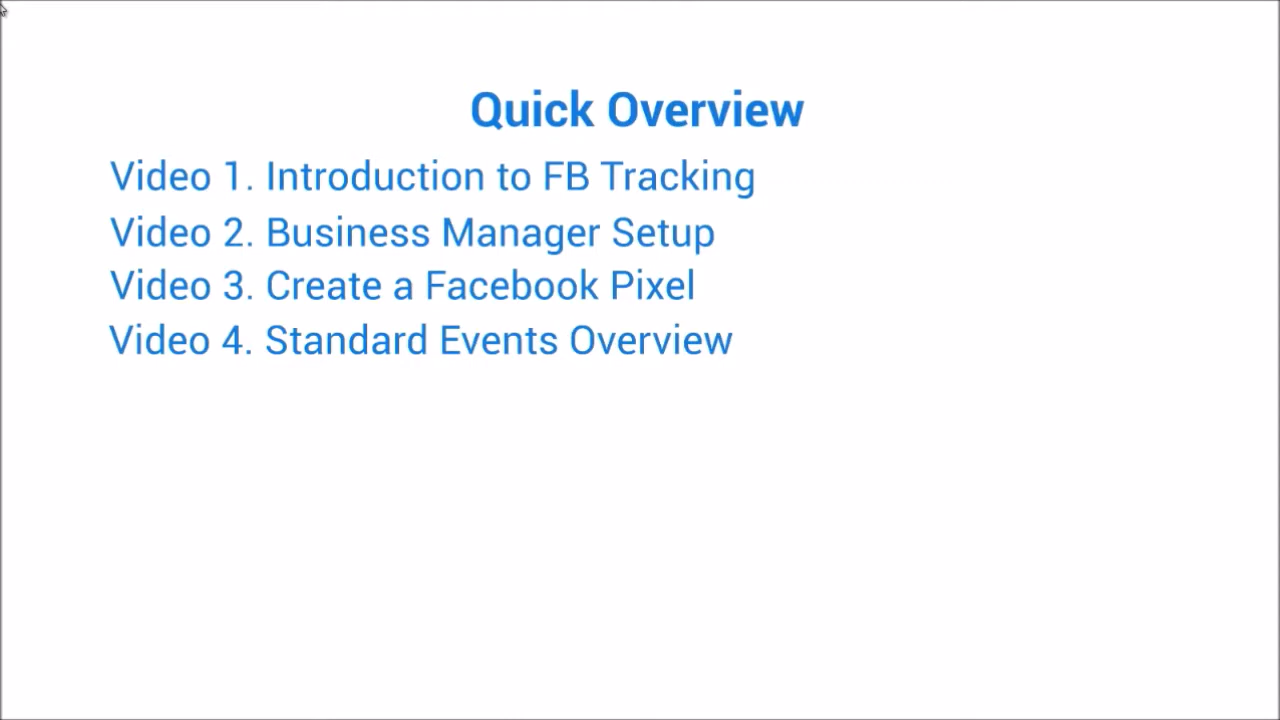 Quick Overview
Video 1. Introduction to FB Tracking
Video 2. Business Manager Setup
Video 3. Create a Facebook Pixel
Video 4. Standard Events Overview